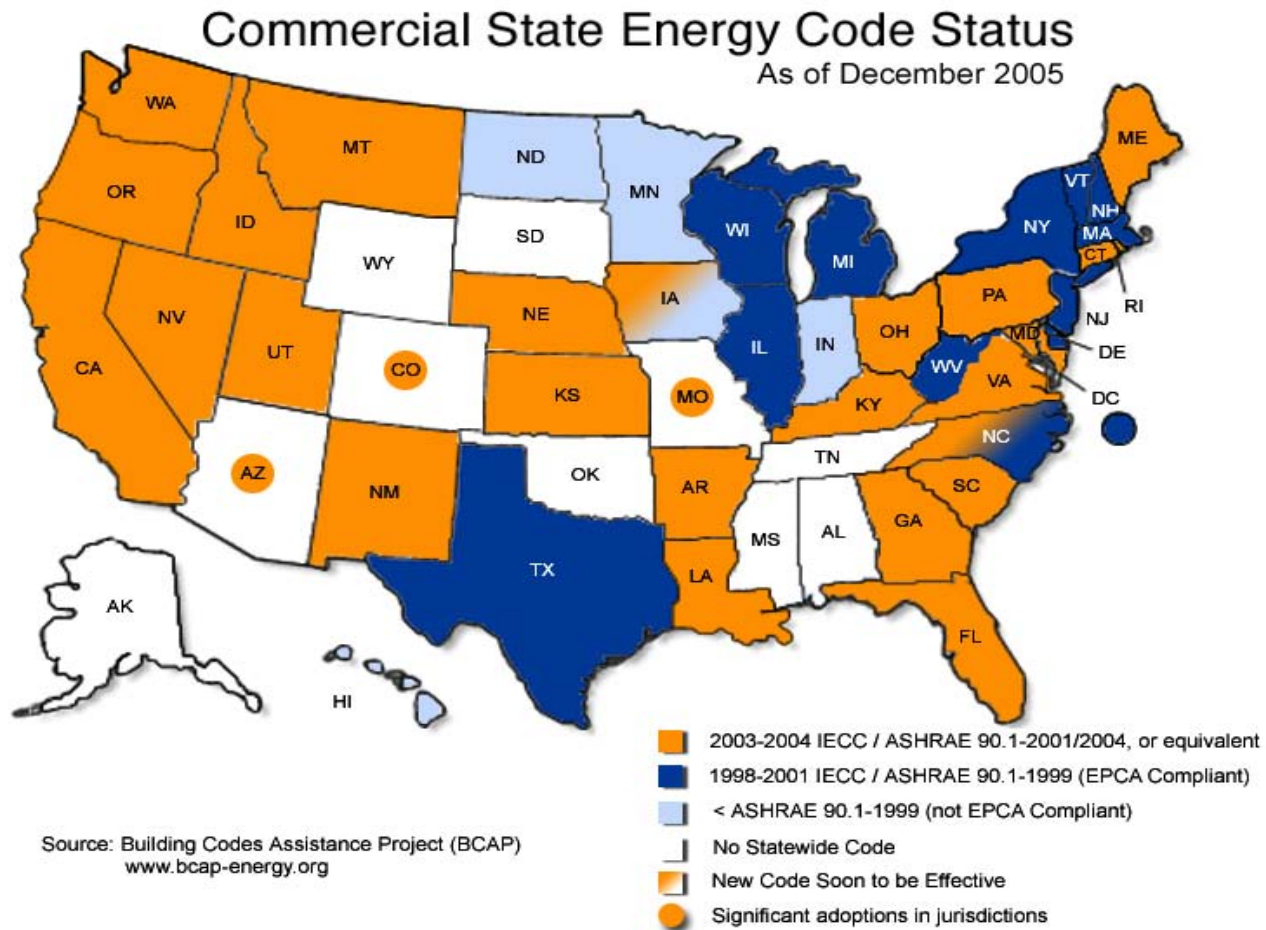 Commercial State Energy Code Status
As of December 2005
WA
MT
ND
MN
ME
OR
ID
SD
WI
VT
NH
NY
MA
WY
MI
CT
RI
IA
NE
PA
NV
OH
NJ
UT
IL
IN
MD
DE
CA
CO
WV
KS
MO
VA
DC
KY
NC
TN
AZ
OK
NM
AR
SC
GA
MS
AL
TX
LA
AK
FL
HI
2003-2004 IECC / ASHRAE 90.1-2001/2004, or equivalent
1998-2001 IECC / ASHRAE 90.1-1999 (EPCA Compliant)
< ASHRAE 90.1-1999 (not EPCA Compliant)
No Statewide Code
New Code Soon to be Effective
Significant adoptions in jurisdictions
Source: Building Codes Assistance Project (BCAP)
www.bcap-energy.org